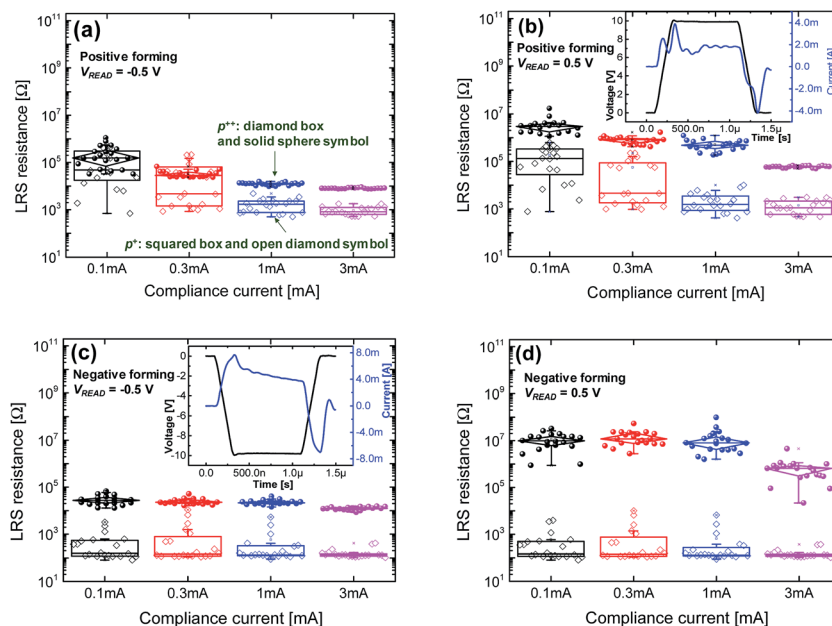 (a)
Positive forming
V_READ = -0.5 V
p++: diamond box
and solid sphere symbol
p+: squared box and open diamond symbol
LRS resistance [Ω]
10^11
10^9
10^7
10^5
10^3
10^1
0.1mA 0.3mA 1mA 3mA
Compliance current [mA]
(b)
Positive forming
V_READ = 0.5 V
LRS resistance [Ω]
10^11
10^9
10^7
10^5
10^3
10^1
0.1mA 0.3mA 1mA 3mA
Compliance current [mA]
Voltage [V]
10
8
6
4
2
0
Current [A]
4.0m
2.0m
0.0
-2.0m
-4.0m
0.0 500.0n 1.0µ 1.5µ
Time [s]
(c)
Negative forming
V_READ = -0.5 V
LRS resistance [Ω]
10^11
10^9
10^7
10^5
10^3
10^1
0.1mA 0.3mA 1mA 3mA
Compliance current [mA]
Voltage [V]
0
-2
-4
-6
-8
-10
Current [A]
8.0m
4.0m
0.0
-4.0m
-8.0m
0.0 500.0n 1.0µ 1.5µ
Time [s]
(d)
Negative forming
V_READ = 0.5 V
LRS resistance [Ω]
10^11
10^9
10^7
10^5
10^3
10^1
0.1mA 0.3mA 1mA 3mA
Compliance current [mA]